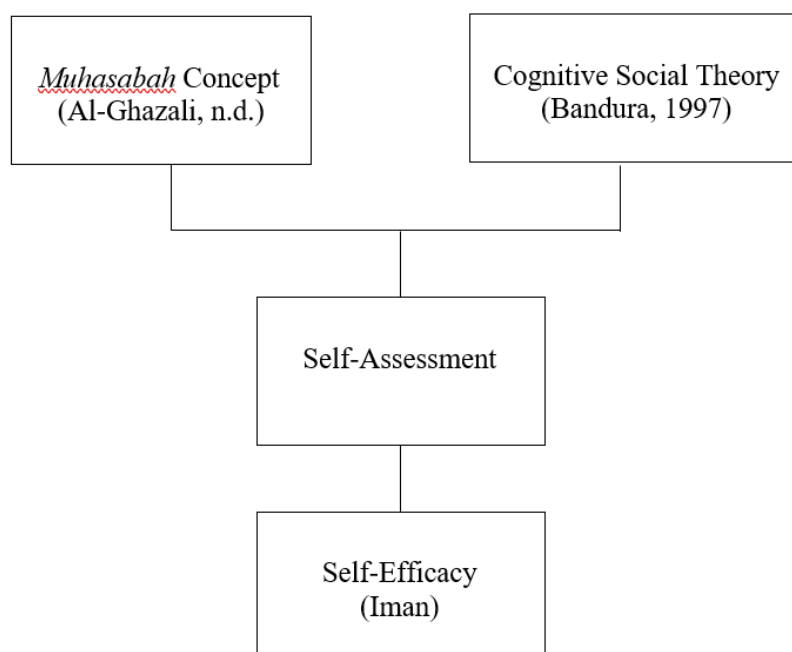 Muhasabah Concept
(Al-Ghazali, n.d.)
Cognitive Social Theory
(Bandura, 1997)
Self-Assessment
Self-Efficacy
(Iman)